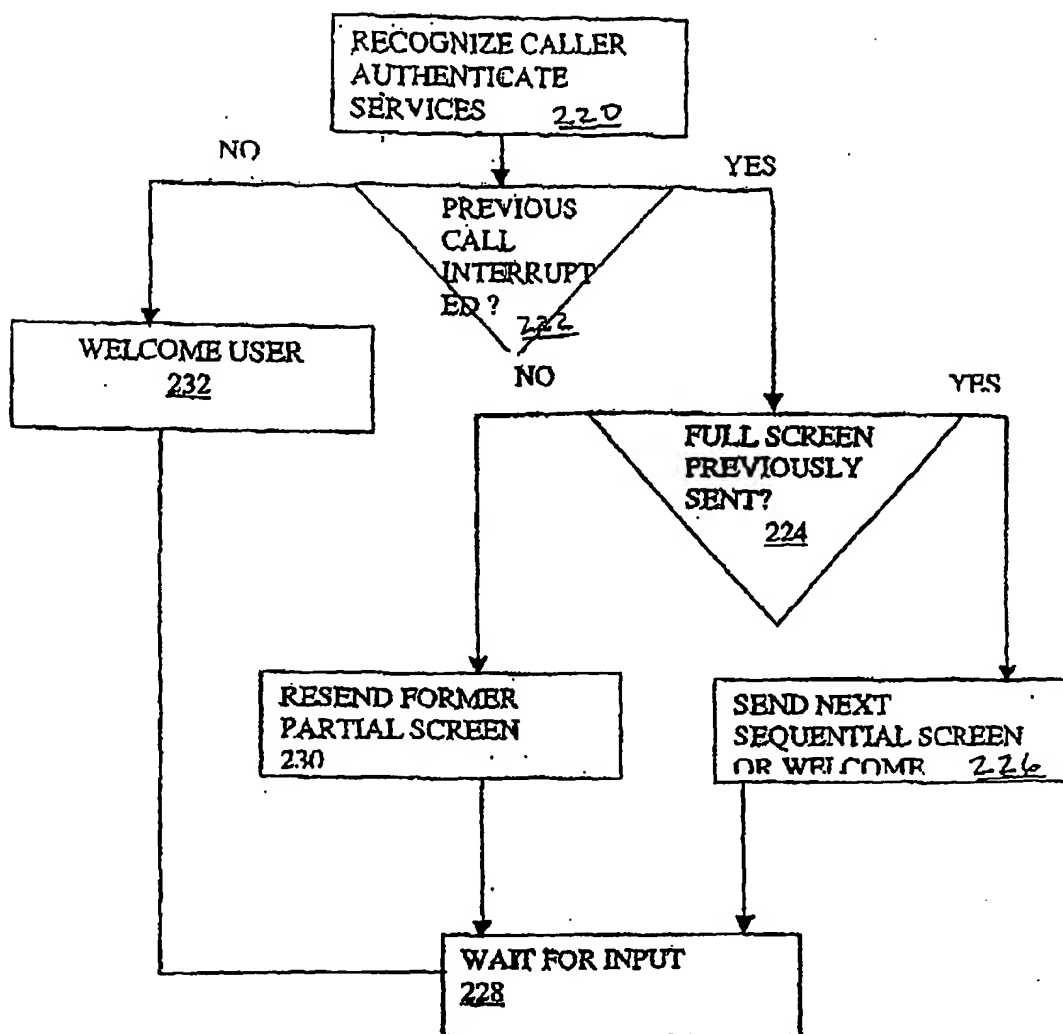 RECOGNIZE CALLER
AUTHENTICATE
SERVICES 220
NO
YES
PREVIOUS
CALL
INTERRUPT
ED ?
222
WELCOME USER
232
NO
YES
FULL SCREEN
PREVIOUSLY
SENT?
224
RESEND FORMER
PARTIAL SCREEN
230
SEND NEXT
SEQUENTIAL SCREEN
OR WELCOME 226
WAIT FOR INPUT
228